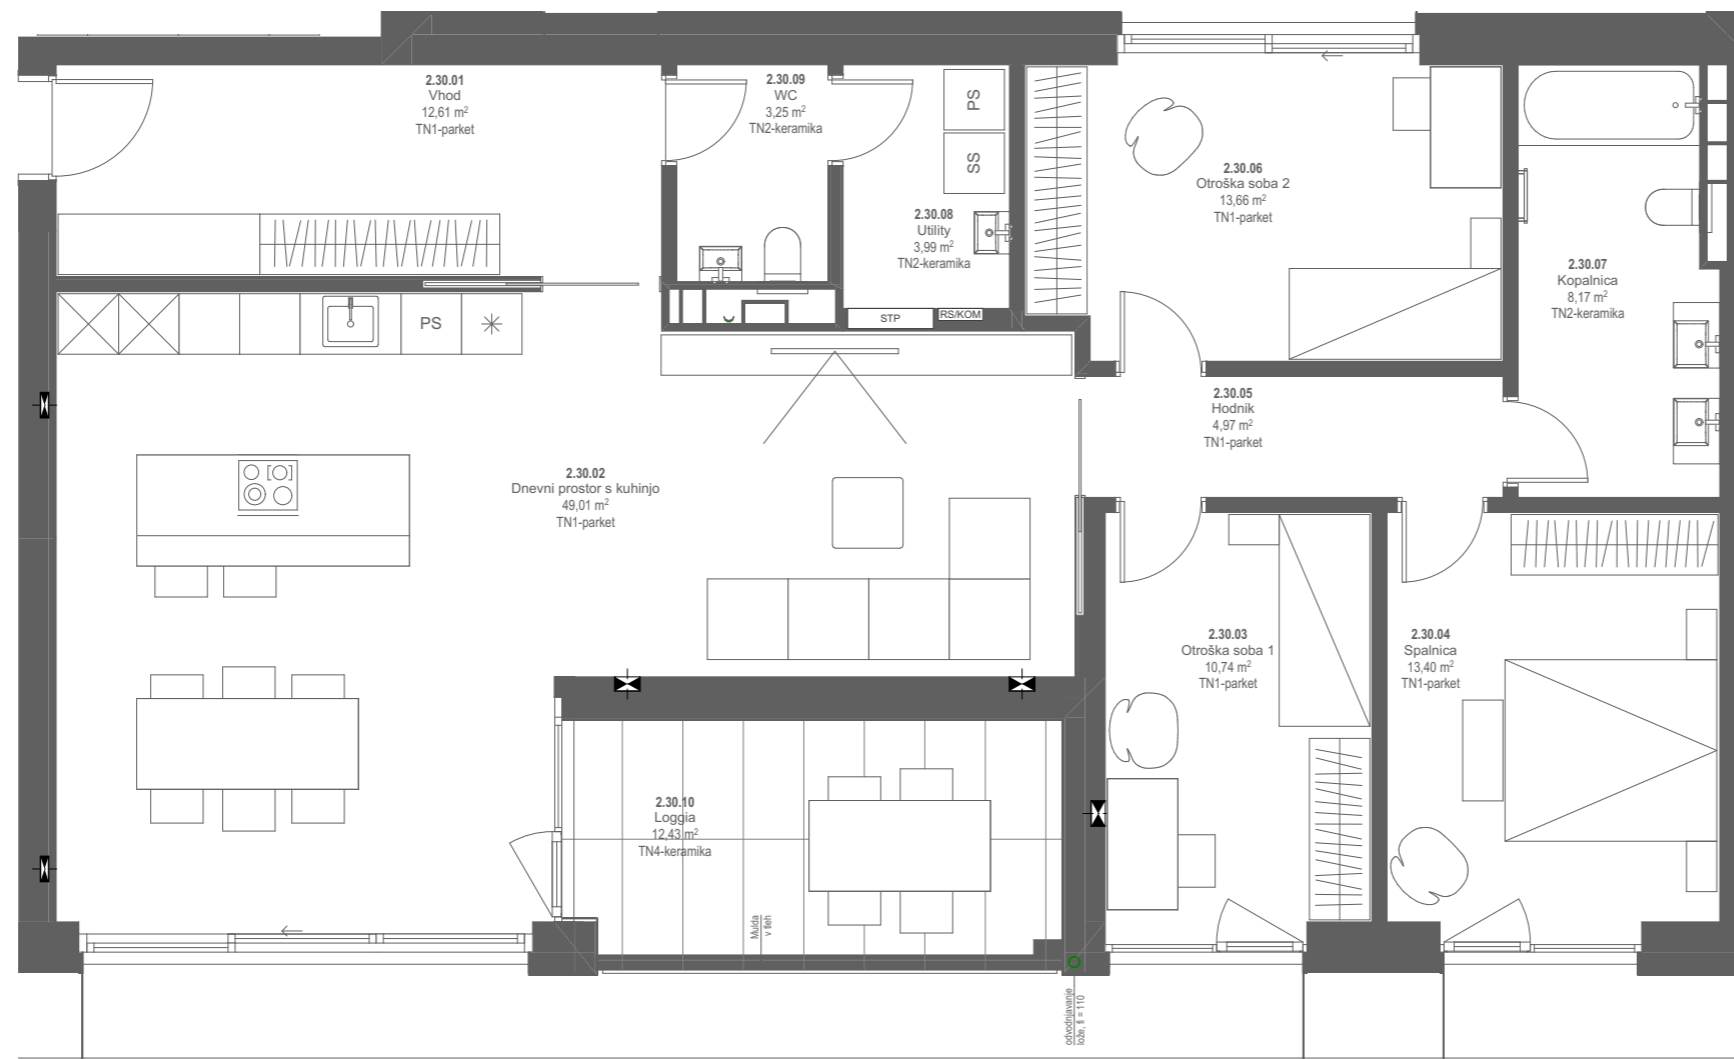 2.30.01
Vhod
12,61 m²
TN1-parket
2.30.09
WC
3,25 m²
TN2-keramika
PS
SS
2.30.08
Utility
3,99 m²
TN2-keramika
2.30.06
Otroška soba 2
13,66 m²
TN1-parket
2.30.07
Kopalnica
8,17 m²
TN2-keramika
PS
STP
RS/KOM
2.30.05
Hodnik
4,97 m²
TN1-parket
2.30.02
Dnevni prostor s kuhinjo
49,01 m²
TN1-parket
2.30.03
Otroška soba 1
10,74 m²
TN1-parket
2.30.04
Spalnica
13,40 m²
TN1-parket
2.30.10
Loggia
12,43 m²
TN4-keramika
Mulda
v tleh
odvodnjavanje
lože, fi = 110